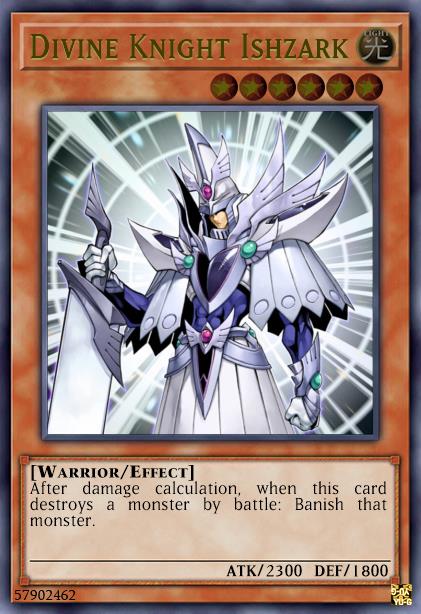 DIVINE KNIGHT ISHZARK
LIGHT
光
[WARRIOR/EFFECT]
After damage calculation, when this card
destroys a monster by battle: Banish that
monster.
ATK/2300 DEF/1800
57902462